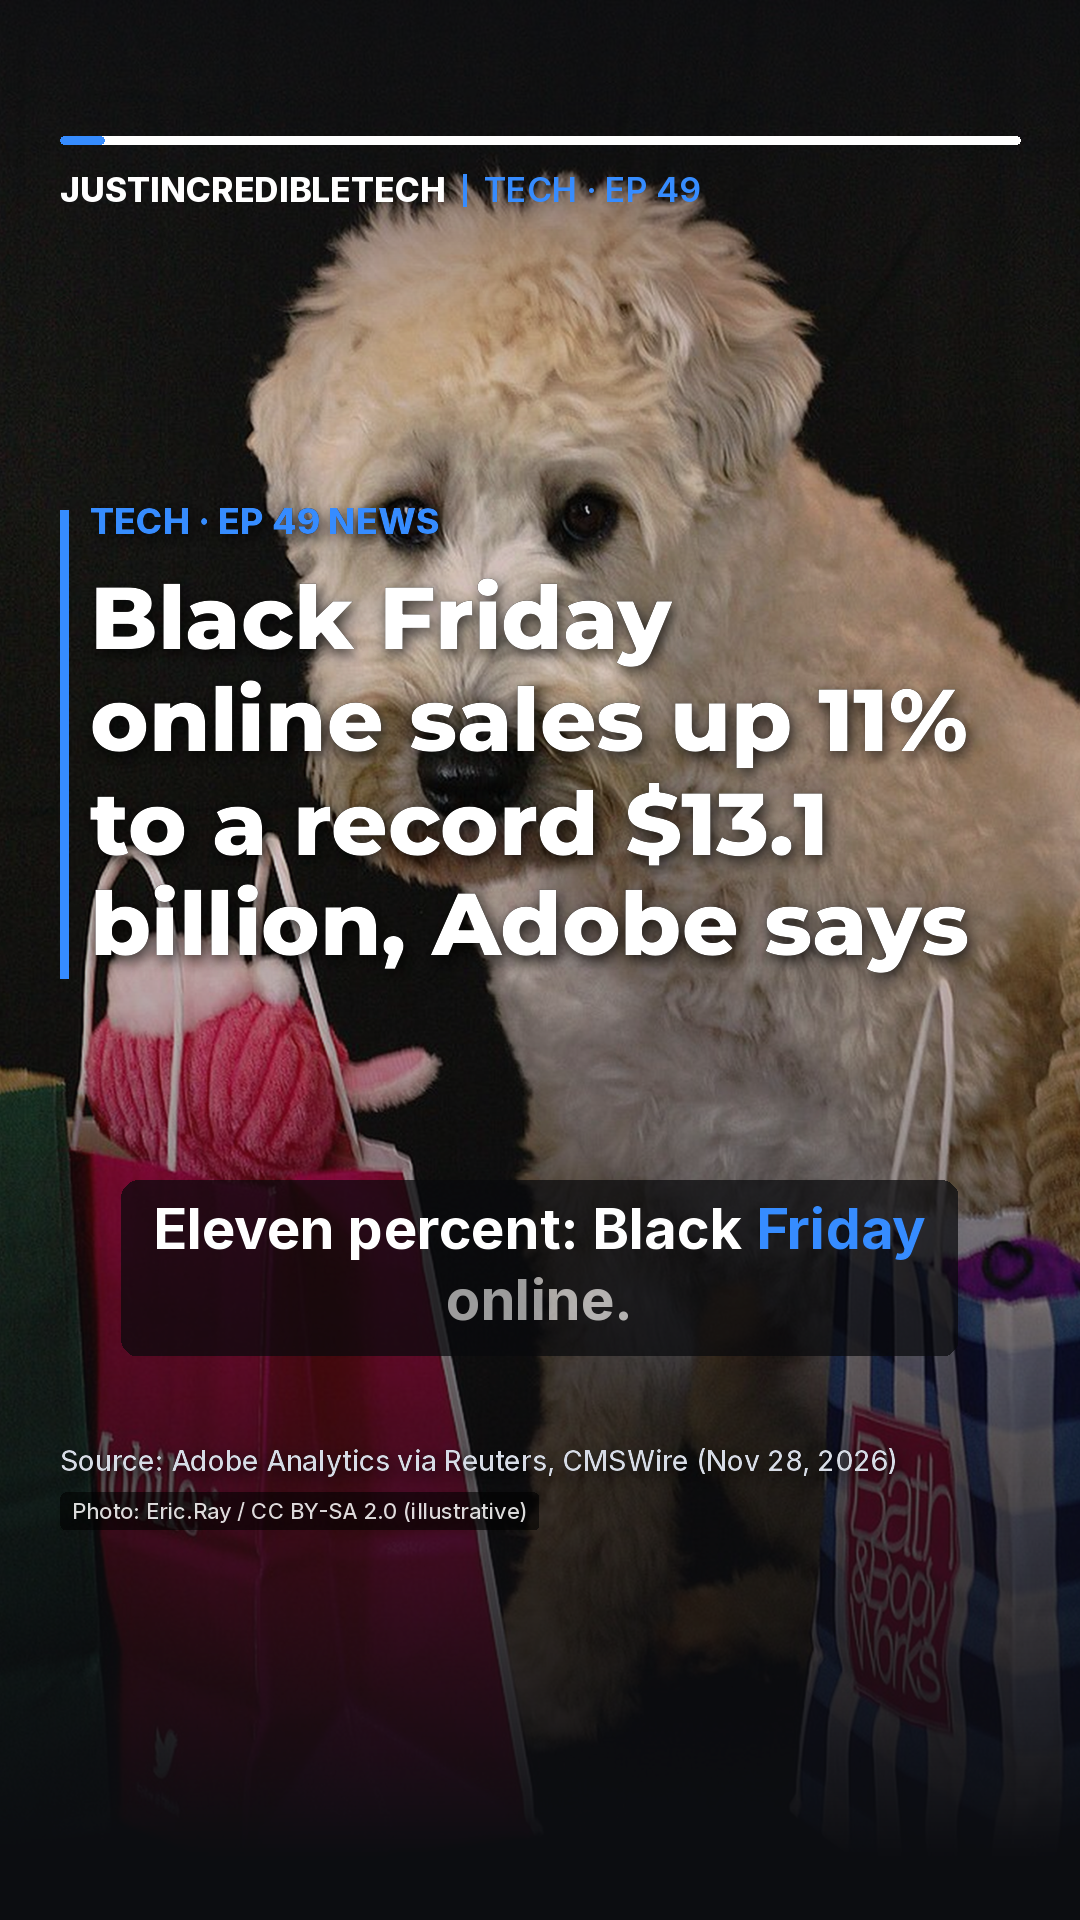 JUSTINCREDIBLETECH | TECH · EP 49
TECH · EP 49 NEWS
Black Friday
online sales up 11%
to a record $13.1
billion, Adobe says
Eleven percent: Black Friday
online.
Source: Adobe Analytics via Reuters, CMSWire (Nov 28, 2026)
Photo: Eric.Ray / CC BY-SA 2.0 (illustrative)
Bath
&Body
Works